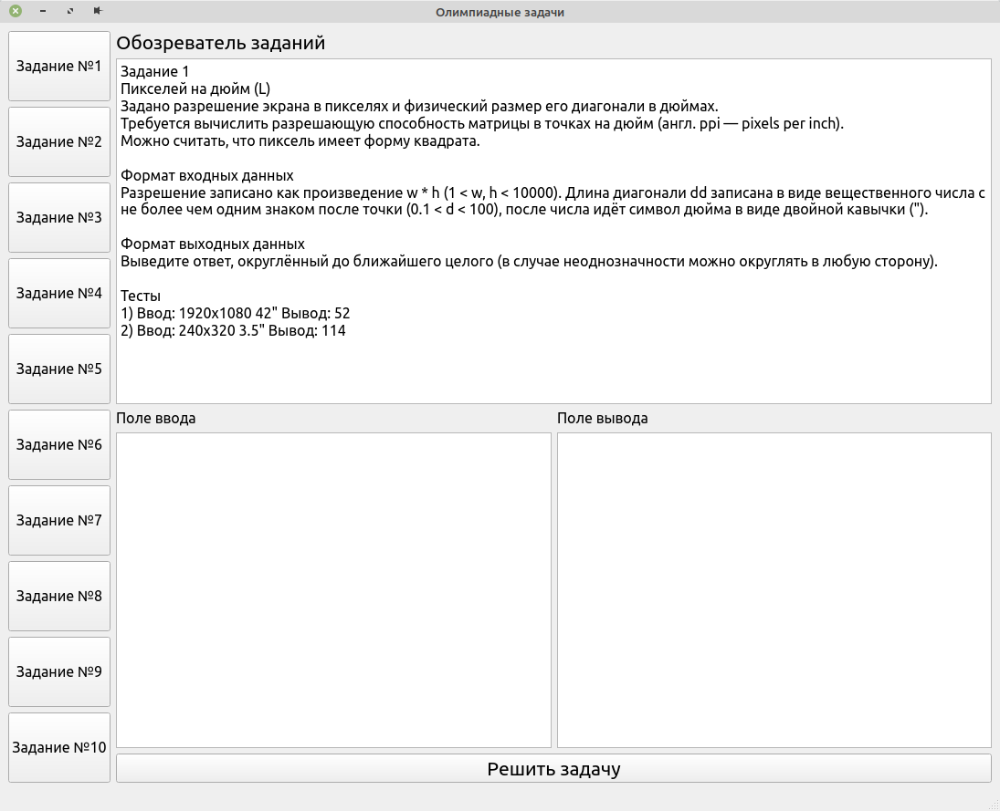 Олимпиадные задачи
Задание №1
Задание №2
Задание №3
Задание №4
Задание №5
Задание №6
Задание №7
Задание №8
Задание №9
Задание №10
Обозреватель заданий
Задание 1
Пикселей на дюйм (L)
Задано разрешение экрана в пикселях и физический размер его диагонали в дюймах.
Требуется вычислить разрешающую способность матрицы в точках на дюйм (англ. ppi — pixels per inch).
Можно считать, что пиксель имеет форму квадрата.
Формат входных данных
Разрешение записано как произведение w * h (1 < w, h < 10000). Длина диагонали dd записана в виде вещественного числа с
не более чем одним знаком после точки (0.1 < d < 100), после числа идёт символ дюйма в виде двойной кавычки (").
Формат выходных данных
Выведите ответ, округлённый до ближайшего целого (в случае неоднозначности можно округлять в любую сторону).
Тесты
1) Ввод: 1920x1080 42" Вывод: 52
2) Ввод: 240x320 3.5" Вывод: 114
Поле ввода
Поле вывода
Решить задачу